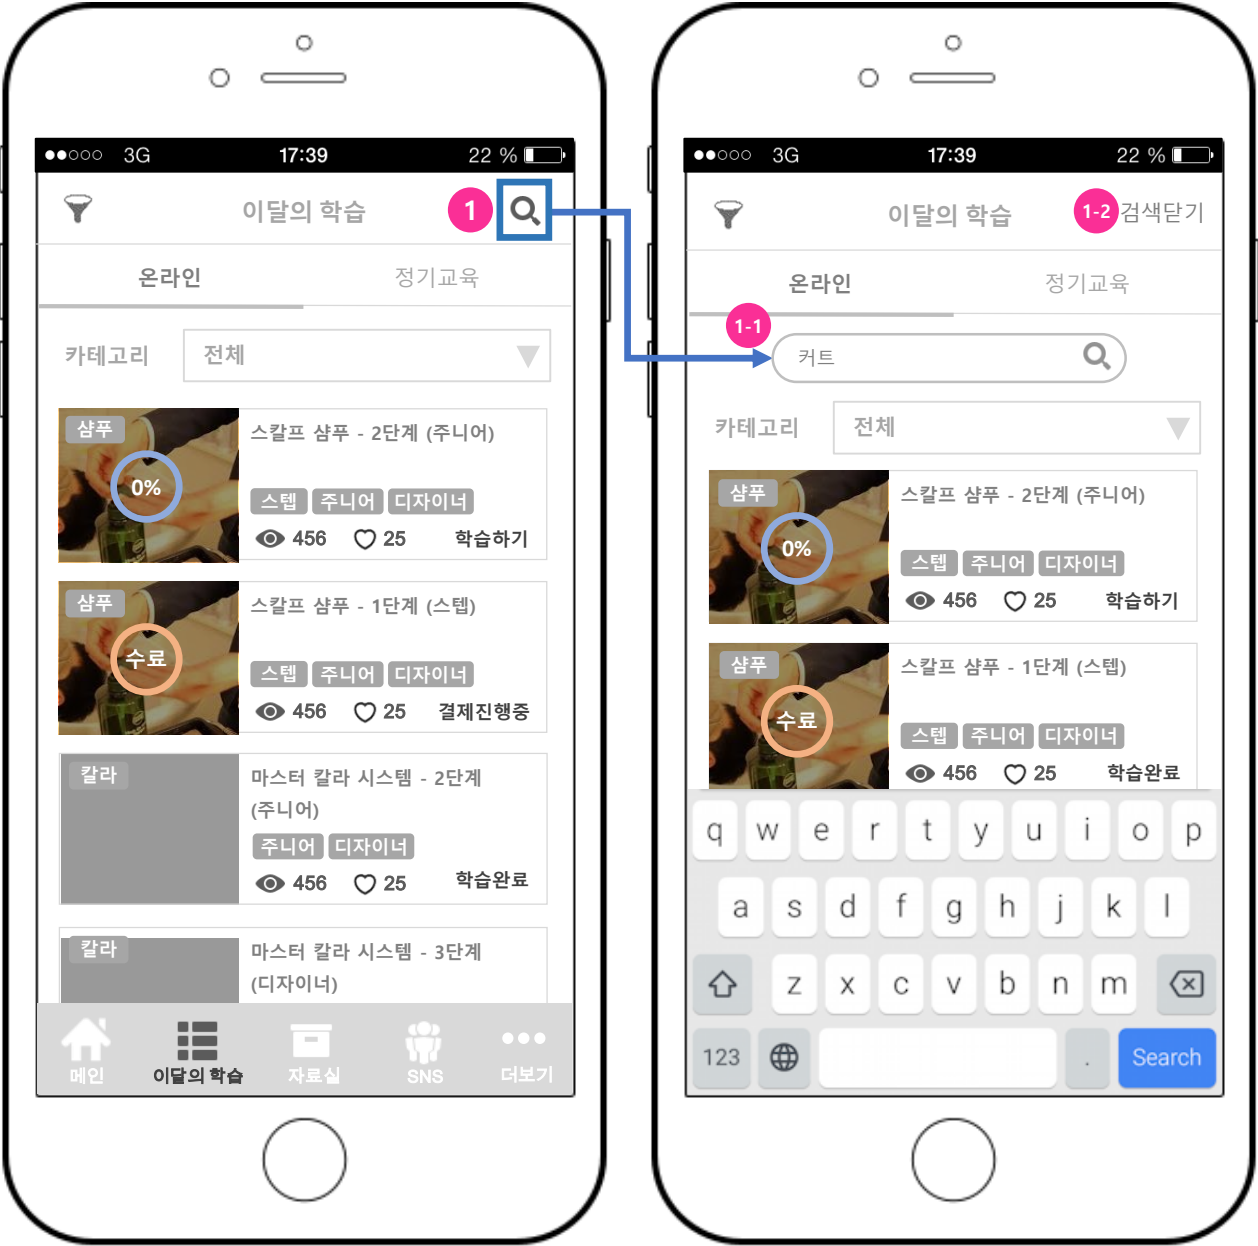 3G 17:39 22 %
이달의 학습 1
온라인 정기교육
카테고리 전체
샴푸 스칼프 샴푸 - 2단계 (주니어)
0%
스텝 주니어 디자이너
456 25 학습하기
샴푸 스칼프 샴푸 - 1단계 (스텝)
수료
스텝 주니어 디자이너
456 25 결제진행중
칼라 마스터 칼라 시스템 - 2단계
(주니어)
주니어 디자이너
456 25 학습완료
칼라 마스터 칼라 시스템 - 3단계
(디자이너)
메인 이달의 학습 자료실 SNS 더보기
3G 17:39 22 %
이달의 학습 1-2 검색닫기
온라인 정기교육
1-1
커트
카테고리 전체
샴푸 스칼프 샴푸 - 2단계 (주니어)
0%
스텝 주니어 디자이너
456 25 학습하기
샴푸 스칼프 샴푸 - 1단계 (스텝)
수료
스텝 주니어 디자이너
456 25 학습완료
q w e r t y u i o p
a s d f g h j k l
z x c v b n m
123 . Search